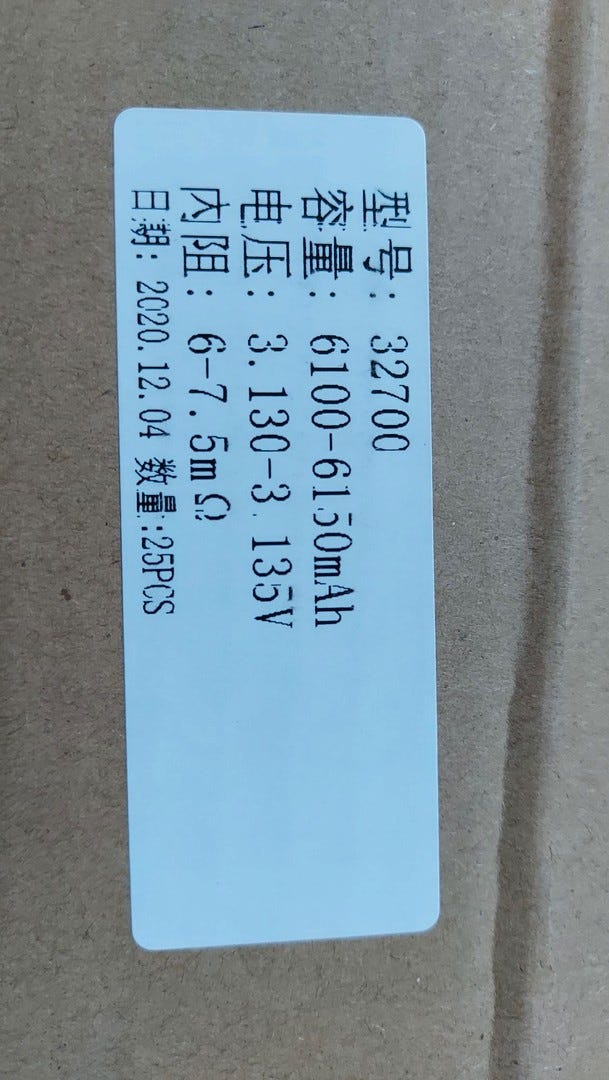 型号: 32700
容量: 6100-6150mAh
电压: 3.130-3.135V
内阻: 6-7.5mΩ
日期: 2020.12.04 数量:25PCS